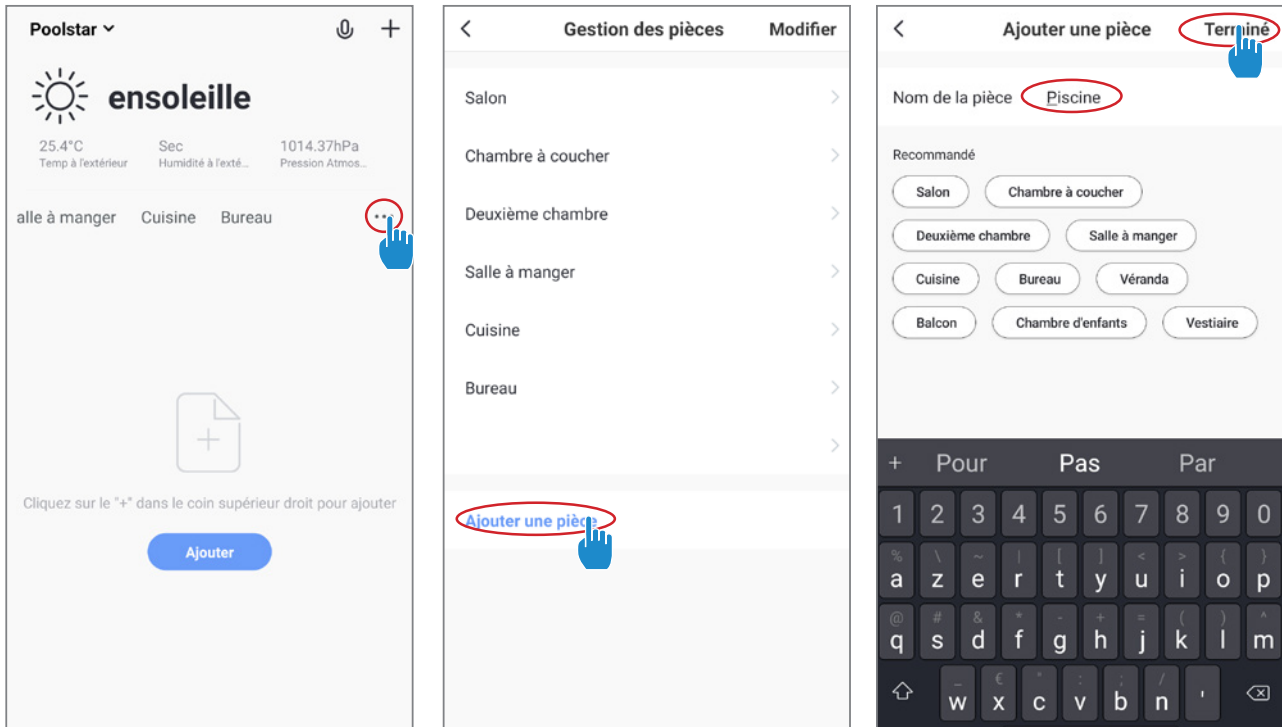 Poolstar
ensoleille
25.4°C Sec 1014.37hPa
Temp à l'extérieur Humidité à l'exté... Pression Atmos...
alle à manger Cuisine Bureau
Cliquez sur le "+" dans le coin supérieur droit pour ajouter
Ajouter
Gestion des pièces Modifier
Salon
Chambre à coucher
Deuxième chambre
Salle à manger
Cuisine
Bureau
Ajouter une pièce
Ajouter une pièce Terminé
Nom de la pièce Piscine
Recommandé
Salon Chambre à coucher
Deuxième chambre Salle à manger
Cuisine Bureau Véranda
Balcon Chambre d'enfants Vestiaire
+ Pour Pas Par
1 2 3 4 5 6 7 8 9 0
% \ ~ | [ ] < > { }
a z e r t y u i o p
@ # & * - + = ( ) ^
q s d f g h j k l m
_ € " : ; /
w x c v b n '